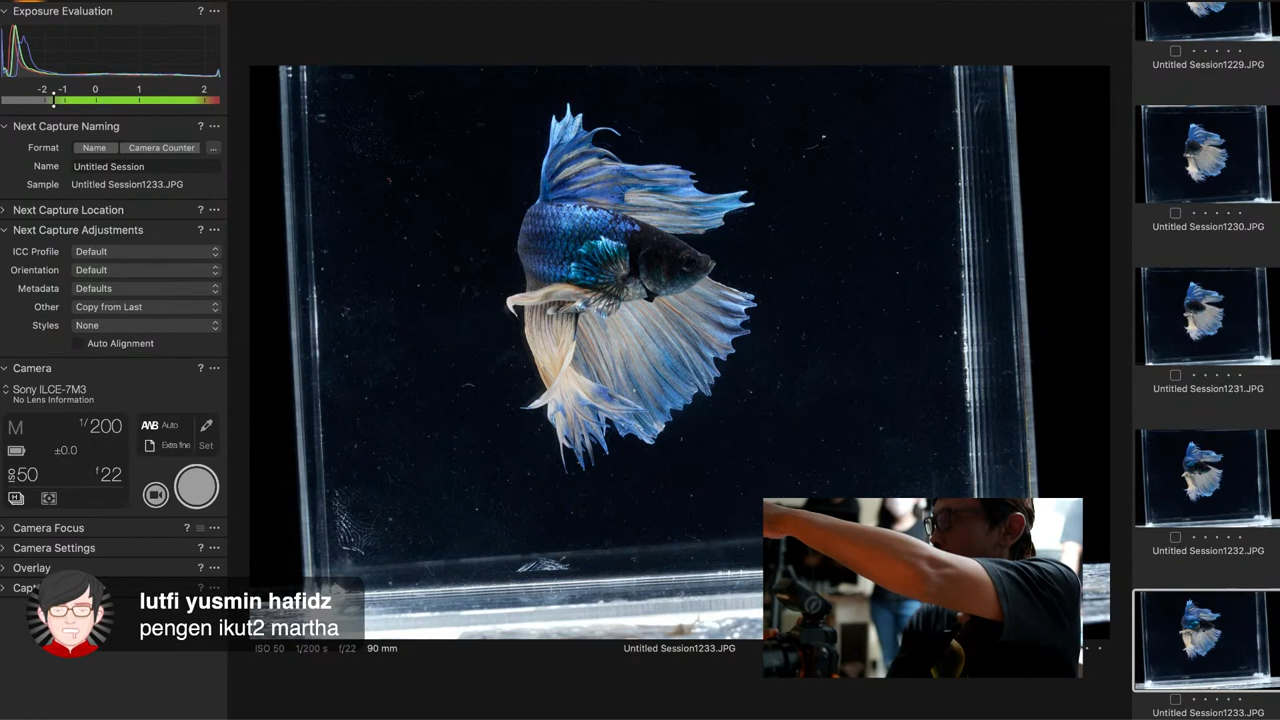 Exposure Evaluation ? ...
-2 -1 0 1 2
Next Capture Naming ? ...
Format Name Camera Counter ...
Name Untitled Session
Sample Untitled Session1233.JPG
Next Capture Location ? ...
Next Capture Adjustments ? ...
ICC Profile Default
Orientation Default
Metadata Defaults
Other Copy from Last
Styles None
Auto Alignment
Camera ? ...
Sony ILCE-7M3
No Lens Information
M 1/200
AWB Auto
±0.0
Extra fine
Set
ISO 50 f22
Camera Focus ? ...
Camera Settings ? ...
Overlay ? ...
lutfi yusmin hafidz
pengen ikut2 martha
ISO 50 1/200 s f/22 90 mm
Untitled Session1233.JPG
Untitled Session1229.JPG
Untitled Session1230.JPG
Untitled Session1231.JPG
Untitled Session1232.JPG
Untitled Session1233.JPG